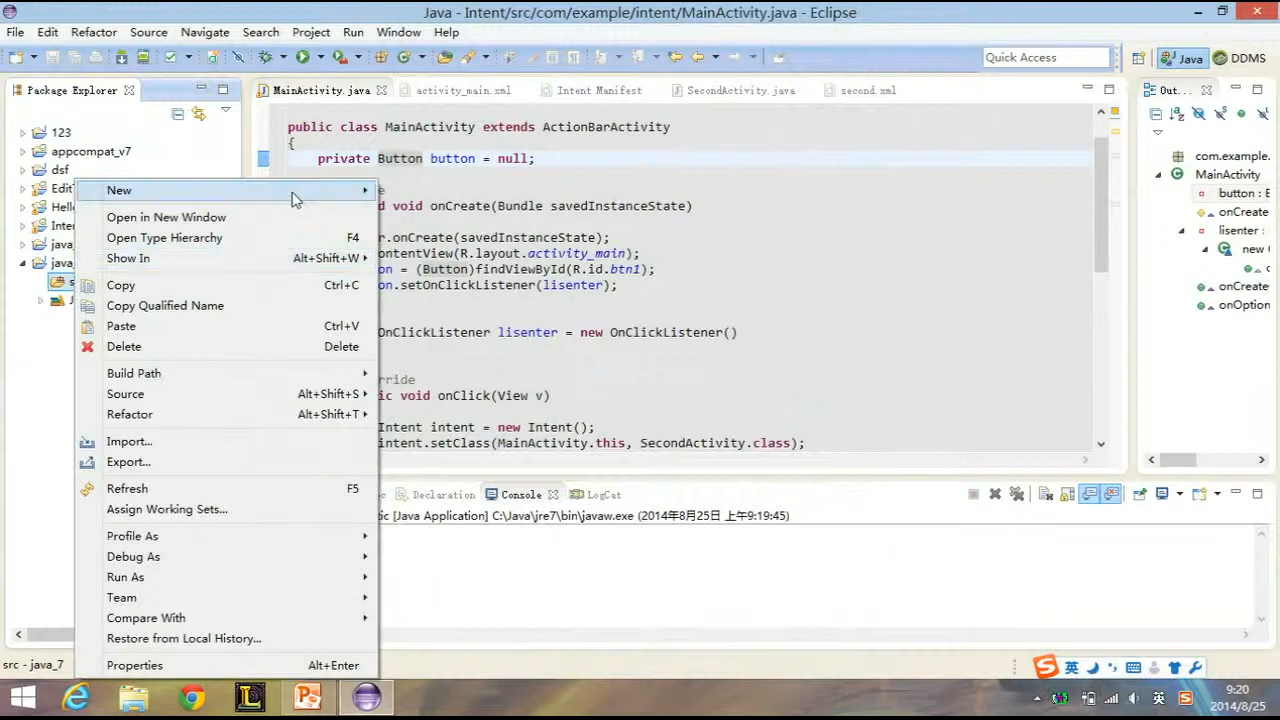 Java - Intent/src/com/example/intent/MainActivity.java - Eclipse
File Edit Refactor Source Navigate Search Project Run Window Help
Quick Access Java DDMS
Package Explorer
MainActivity.java activity_main.xml Intent Manifest SecondActivity.java second.xml
Out...
123
appcompat_v7
dsf
public class MainActivity extends ActionBarActivity
{
private Button button = null;
d void onCreate(Bundle savedInstanceState)
r.onCreate(savedInstanceState);
ontentView(R.layout.activity_main);
on = (Button)findViewById(R.id.btn1);
on.setOnClickListener(lisenter);
OnClickListener lisenter = new OnClickListener()
rride
ic void onClick(View v)
Intent intent = new Intent();
intent.setClass(MainActivity.this, SecondActivity.class);
com.example.
MainActivity
button : E
onCreate
lisenter :
new
onCreate
onOption
New
Open in New Window
Open Type Hierarchy F4
Show In Alt+Shift+W
Copy Ctrl+C
Copy Qualified Name
Paste Ctrl+V
Delete Delete
Build Path
Source Alt+Shift+S
Refactor Alt+Shift+T
Import...
Export...
Refresh F5
Assign Working Sets...
Profile As
Debug As
Run As
Team
Compare With
Restore from Local History...
Properties Alt+Enter
Declaration Console LogCat
[Java Application] C:\Java\jre7\bin\javaw.exe (2014年8月25日 上午9:19:45)
src - java_7
英
英
9:20
2014/8/25